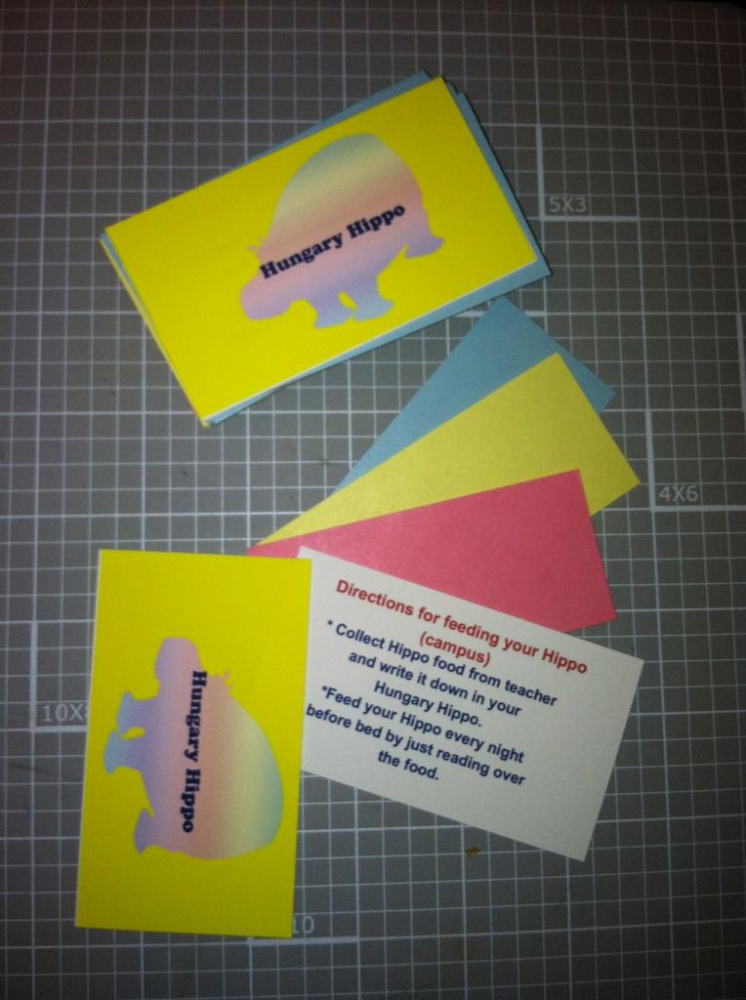 Hungary Hippo
5X3
4X6
Directions for feeding your Hippo
(campus)
* Collect Hippo food from teacher
and write it down in your
Hungary Hippo.
*Feed your Hippo every night
before bed by just reading over
the food.
Hungary Hippo
10X
10